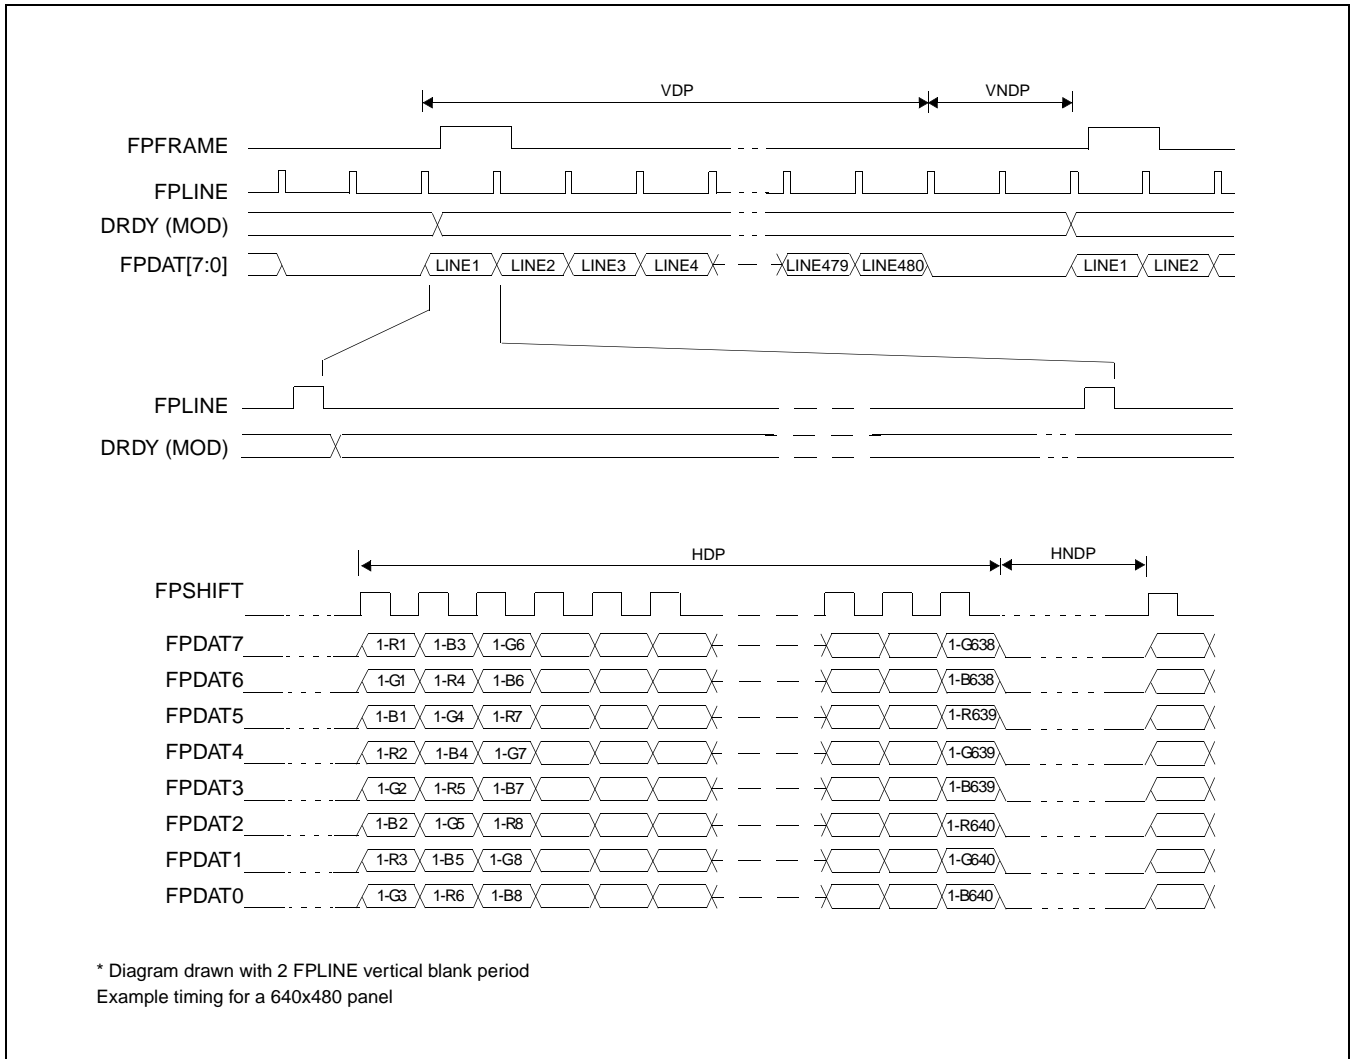 VDP VNDP
FPFRAME
FPLINE
DRDY (MOD)
FPDAT[7:0] LINE1 LINE2 LINE3 LINE4 LINE479 LINE480 LINE1 LINE2
FPLINE
DRDY (MOD)
HDP HNDP
FPSHIFT
FPDAT7 1-R1 1-B3 1-G6 1-G638
FPDAT6 1-G1 1-R4 1-B6 1-B638
FPDAT5 1-B1 1-G4 1-R7 1-R639
FPDAT4 1-R2 1-B4 1-G7 1-G639
FPDAT3 1-G2 1-R5 1-B7 1-B639
FPDAT2 1-B2 1-G5 1-R8 1-R640
FPDAT1 1-R3 1-B5 1-G8 1-G640
FPDAT0 1-G3 1-R6 1-B8 1-B640
* Diagram drawn with 2 FPLINE vertical blank period
Example timing for a 640x480 panel